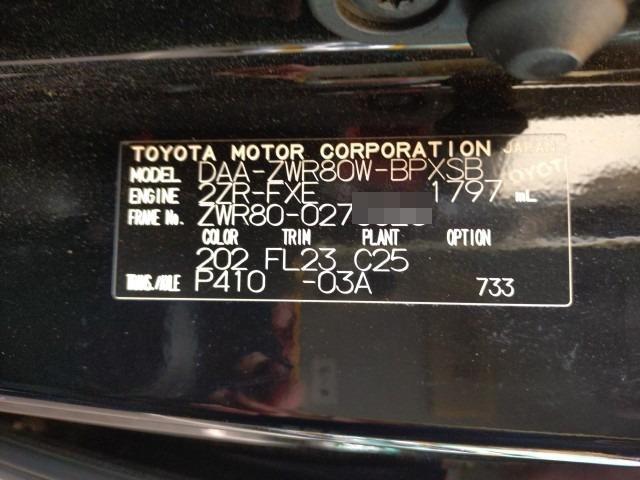 TOYOTA MOTOR CORPORATION JAPAN
MODEL DAA-ZWR80W-BPXSB
ENGINE 2ZR-FXE 1797 mL
FRAME No. ZWR80-027
COLOR TRIM PLANT OPTION
202 FL23 C25
TRANS./AXLE P410 -03A 733